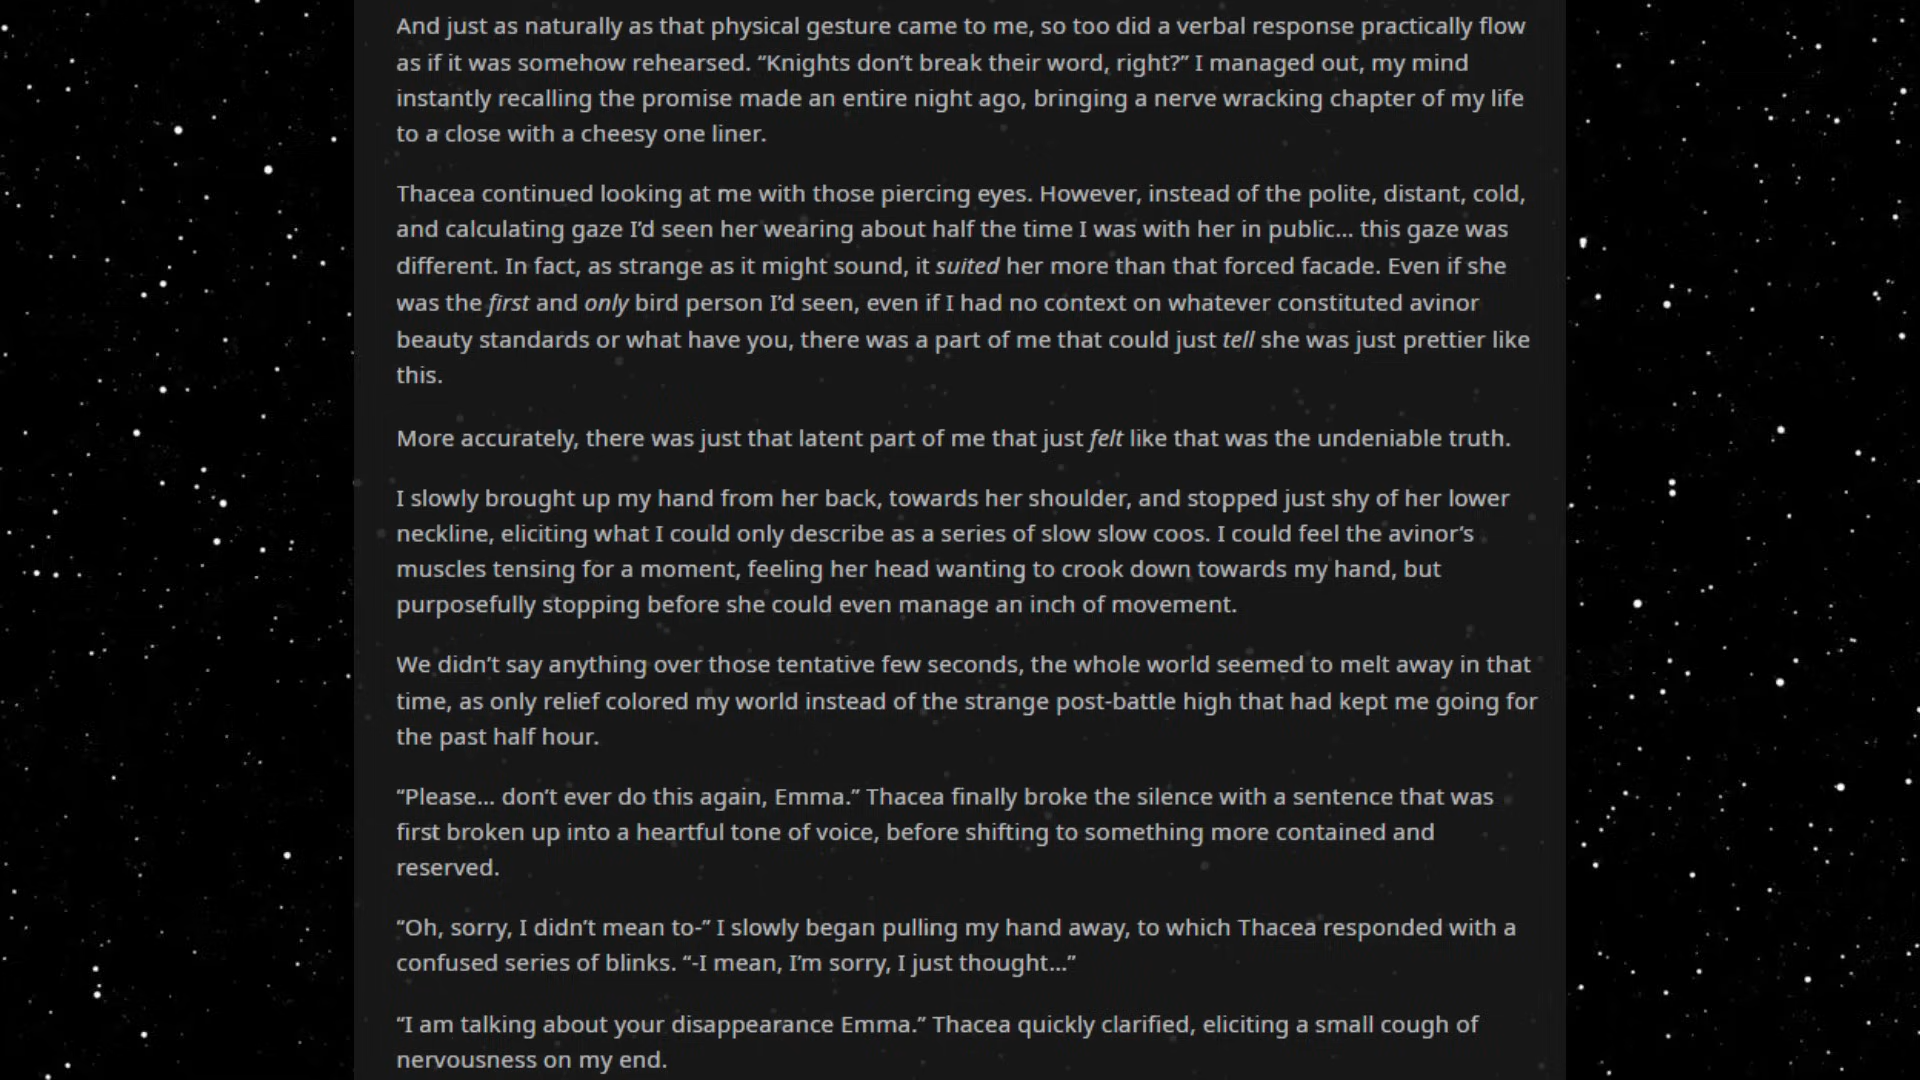 And just as naturally as that physical gesture came to me, so too did a verbal response practically flow
as if it was somehow rehearsed. “Knights don’t break their word, right?” I managed out, my mind
instantly recalling the promise made an entire night ago, bringing a nerve wracking chapter of my life
to a close with a cheesy one liner.
Thacea continued looking at me with those piercing eyes. However, instead of the polite, distant, cold,
and calculating gaze I’d seen her wearing about half the time I was with her in public… this gaze was
different. In fact, as strange as it might sound, it suited her more than that forced facade. Even if she
was the first and only bird person I’d seen, even if I had no context on whatever constituted avinor
beauty standards or what have you, there was a part of me that could just tell she was just prettier like
this.
More accurately, there was just that latent part of me that just felt like that was the undeniable truth.
I slowly brought up my hand from her back, towards her shoulder, and stopped just shy of her lower
neckline, eliciting what I could only describe as a series of slow slow coos. I could feel the avinor’s
muscles tensing for a moment, feeling her head wanting to crook down towards my hand, but
purposefully stopping before she could even manage an inch of movement.
We didn’t say anything over those tentative few seconds, the whole world seemed to melt away in that
time, as only relief colored my world instead of the strange post-battle high that had kept me going for
the past half hour.
“Please… don’t ever do this again, Emma.” Thacea finally broke the silence with a sentence that was
first broken up into a heartful tone of voice, before shifting to something more contained and
reserved.
“Oh, sorry, I didn’t mean to-” I slowly began pulling my hand away, to which Thacea responded with a
confused series of blinks. “-I mean, I’m sorry, I just thought…”
“I am talking about your disappearance Emma.” Thacea quickly clarified, eliciting a small cough of
nervousness on my end.